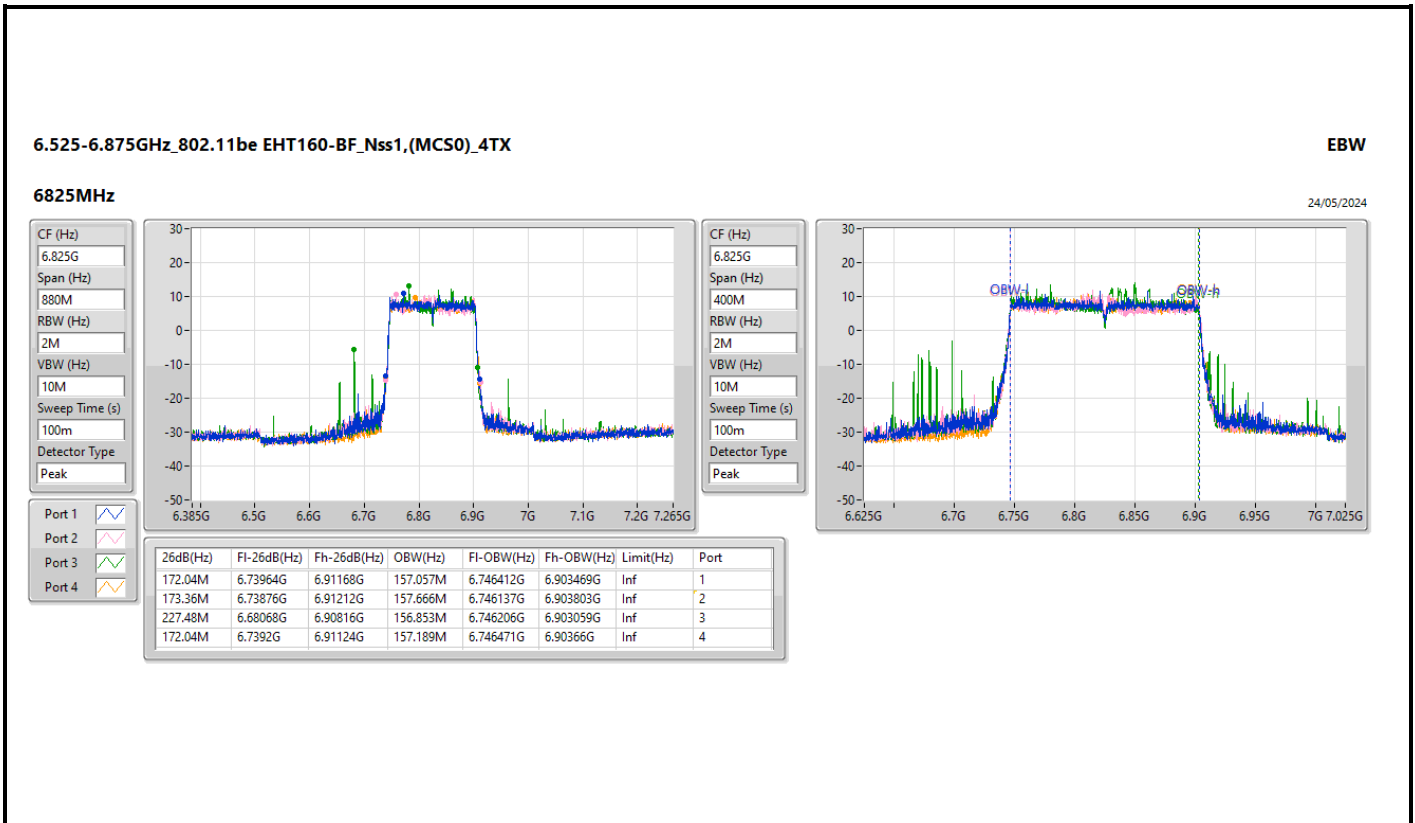 6.525-6.875GHz_802.11be EHT160-BF_Nss1,(MCS0)_4TX EBW
6825MHz
24/05/2024
CF (Hz)
6.825G
Span (Hz)
880M
RBW (Hz)
2M
VBW (Hz)
10M
Sweep Time (s)
100m
Detector Type
Peak
30
20
10
0
-10
-20
-30
-40
-50
6.385G 6.5G 6.6G 6.7G 6.8G 6.9G 7G 7.1G 7.2G 7.265G
CF (Hz)
6.825G
Span (Hz)
400M
RBW (Hz)
2M
VBW (Hz)
10M
Sweep Time (s)
100m
Detector Type
Peak
30
20
10
0
-10
-20
-30
-40
-50
OBW-l OBW-h
6.625G 6.7G 6.75G 6.8G 6.85G 6.9G 6.95G 7G 7.025G
Port 1
Port 2
Port 3
Port 4
26dB(Hz) Fl-26dB(Hz) Fh-26dB(Hz) OBW(Hz) Fl-OBW(Hz) Fh-OBW(Hz) Limit(Hz) Port
172.04M 6.73964G 6.91168G 157.057M 6.746412G 6.903469G Inf 1
173.36M 6.73876G 6.91212G 157.666M 6.746137G 6.903803G Inf 2
227.48M 6.68068G 6.90816G 156.853M 6.746206G 6.903059G Inf 3
172.04M 6.7392G 6.91124G 157.189M 6.746471G 6.90366G Inf 4